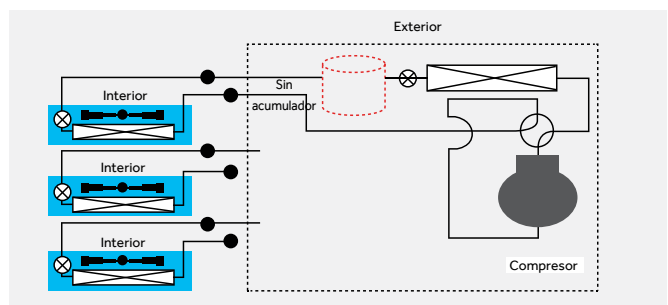 Exterior
Interior
Sin
acumulador
Interior
Interior
Compresor